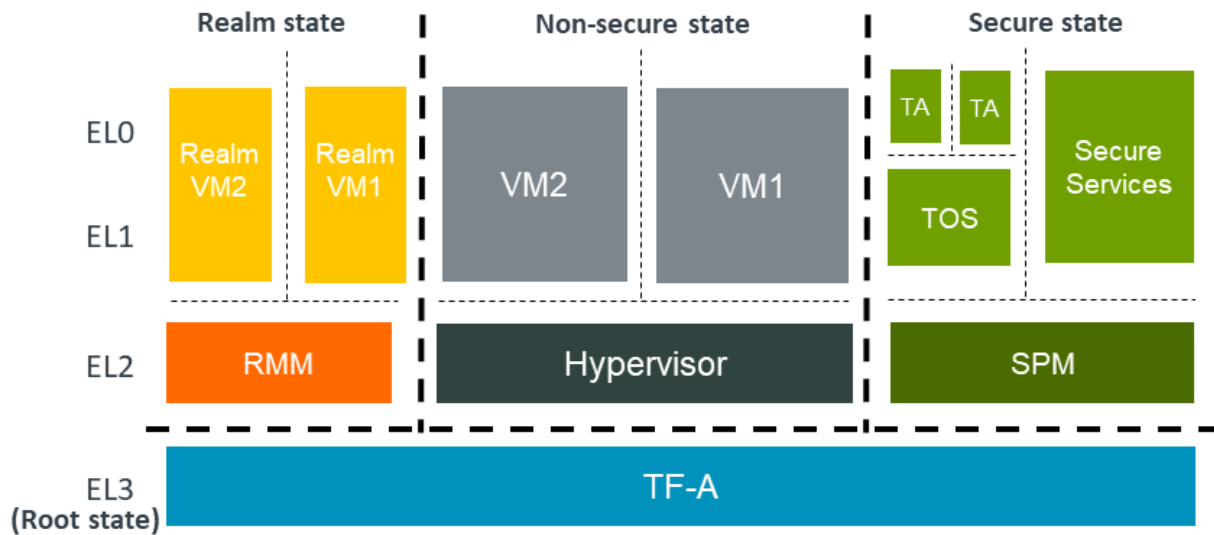 Realm state
Non-secure state
Secure state
EL0
EL1
Realm
VM2
Realm
VM1
VM2
VM1
TA
TA
TOS
Secure
Services
EL2
RMM
Hypervisor
SPM
EL3
(Root state)
TF-A